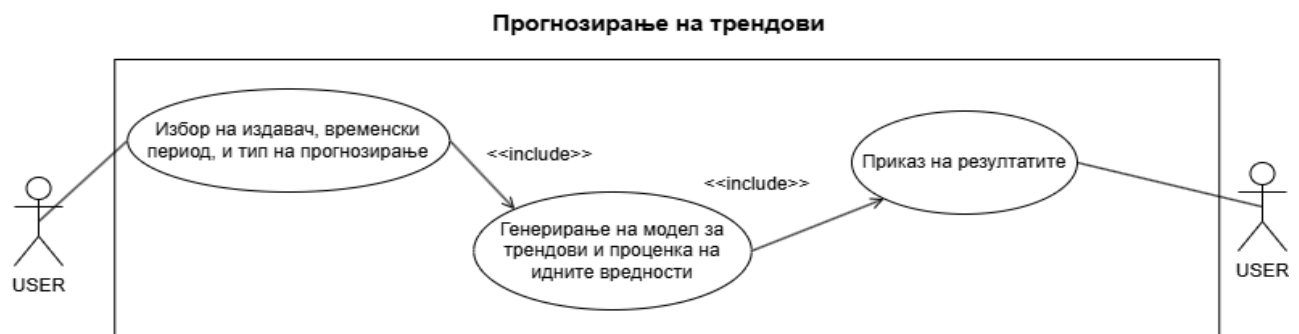 Прогнозирање на трендови
Избор на издавач, временски
период, и тип на прогнозирање
<<include>>
<<include>>
Приказ на резултатите
Генерирање на модел за
трендови и проценка на
идните вредности
USER
USER